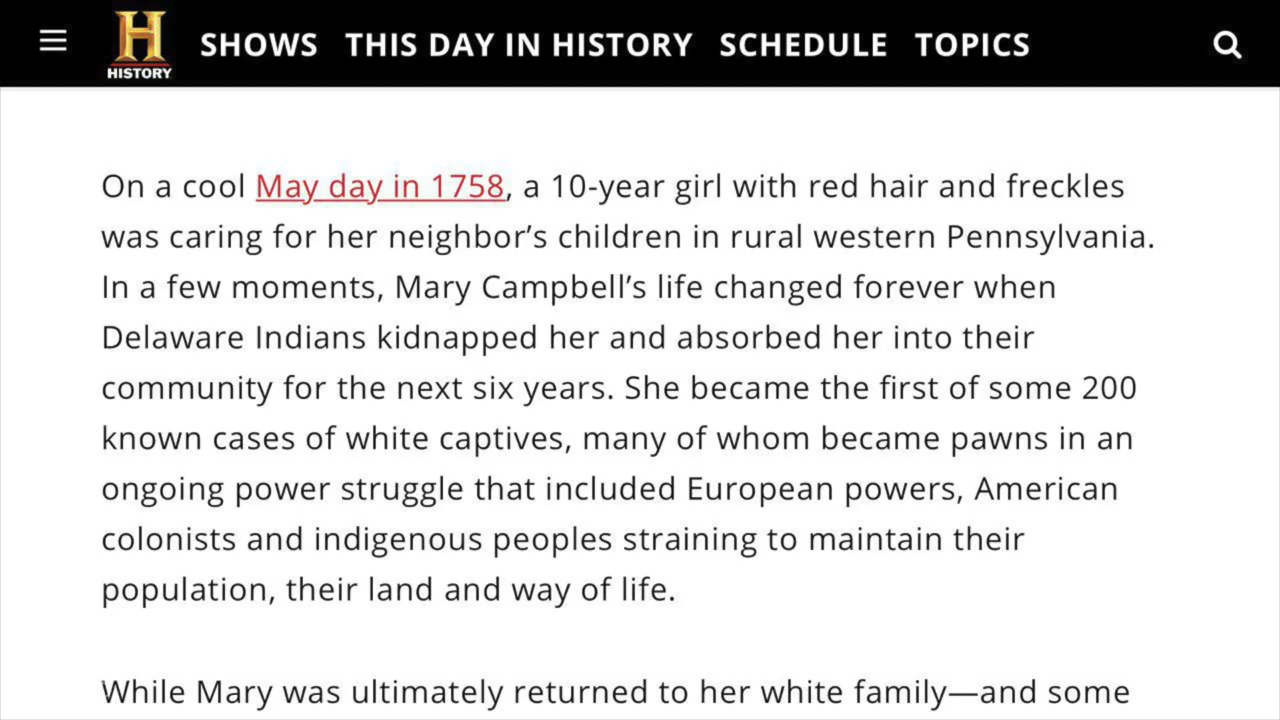 H
HISTORY
SHOWS THIS DAY IN HISTORY SCHEDULE TOPICS
On a cool May day in 1758, a 10-year girl with red hair and freckles
was caring for her neighbor’s children in rural western Pennsylvania.
In a few moments, Mary Campbell’s life changed forever when
Delaware Indians kidnapped her and absorbed her into their
community for the next six years. She became the first of some 200
known cases of white captives, many of whom became pawns in an
ongoing power struggle that included European powers, American
colonists and indigenous peoples straining to maintain their
population, their land and way of life.
While Mary was ultimately returned to her white family—and some